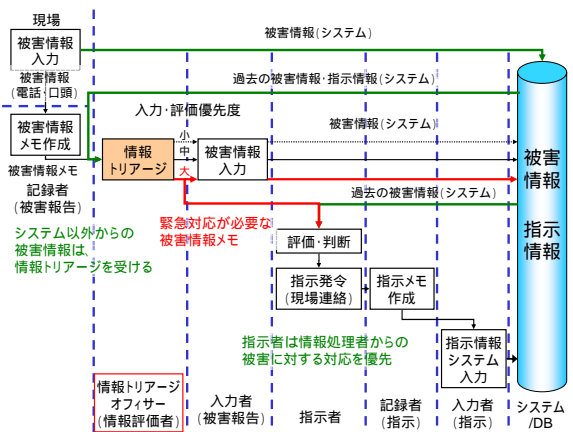 現場
被害情報
入力
被害情報(システム)
被害情報
(電話・口頭)
過去の被害情報・指示情報(システム)
入力・評価優先度
被害情報
メモ作成
被害情報メモ
記録者
(被害報告)
情報
トリアージ
小
中
大
被害情報
入力
被害情報(システム)
過去の被害情報(システム)
被害
情報
指示
情報
システム以外からの
被害情報は、
情報トリアージを受ける
緊急対応が必要な
被害情報メモ
評価・判断
指示発令
(現場連絡)
指示メモ
作成
指示者は情報処理者からの
被害に対する対応を優先
指示情報
システム
入力
情報トリアージ
オフィサー
(情報評価者)
入力者
(被害報告)
指示者
記録者
(指示)
入力者
(指示)
システム
/DB